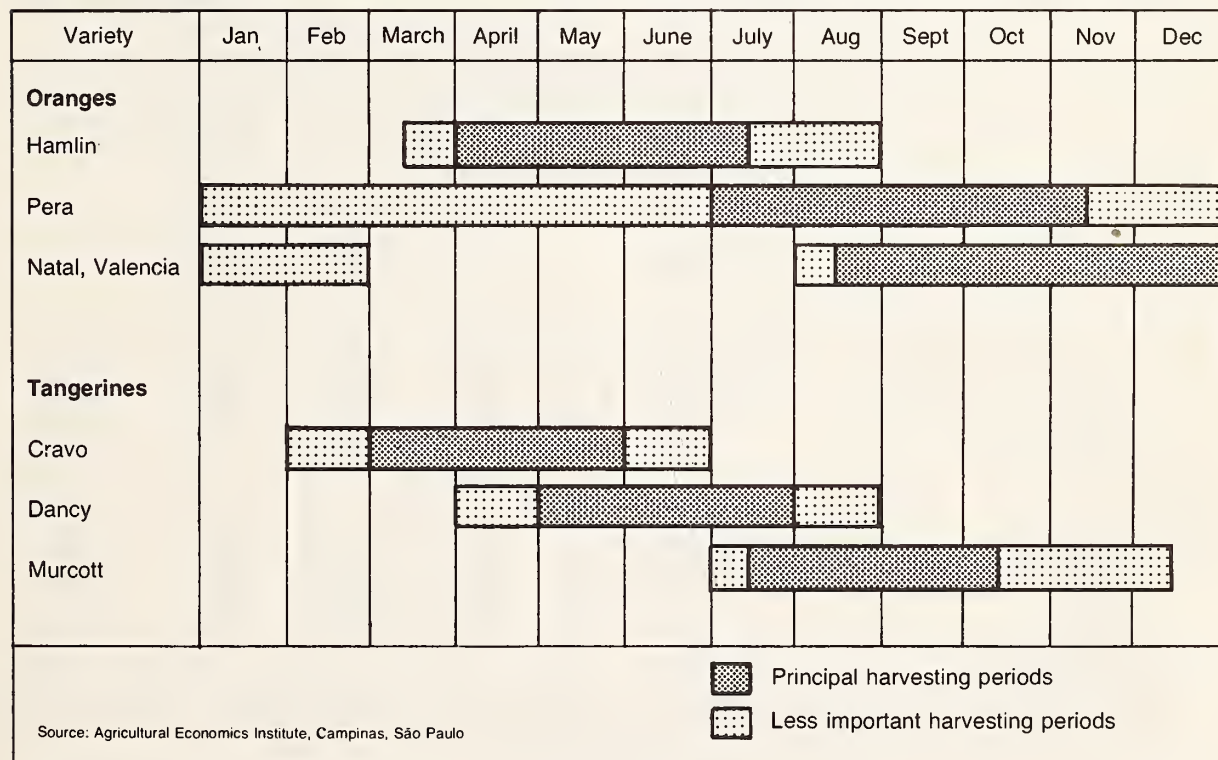 Variety Jan Feb March April May June July Aug Sept Oct Nov Dec
Oranges
Hamlin
Pera
Natal, Valencia
Tangerines
Cravo
Dancy
Murcott
Principal harvesting periods
Less important harvesting periods
Source: Agricultural Economics Institute, Campinas, São Paulo